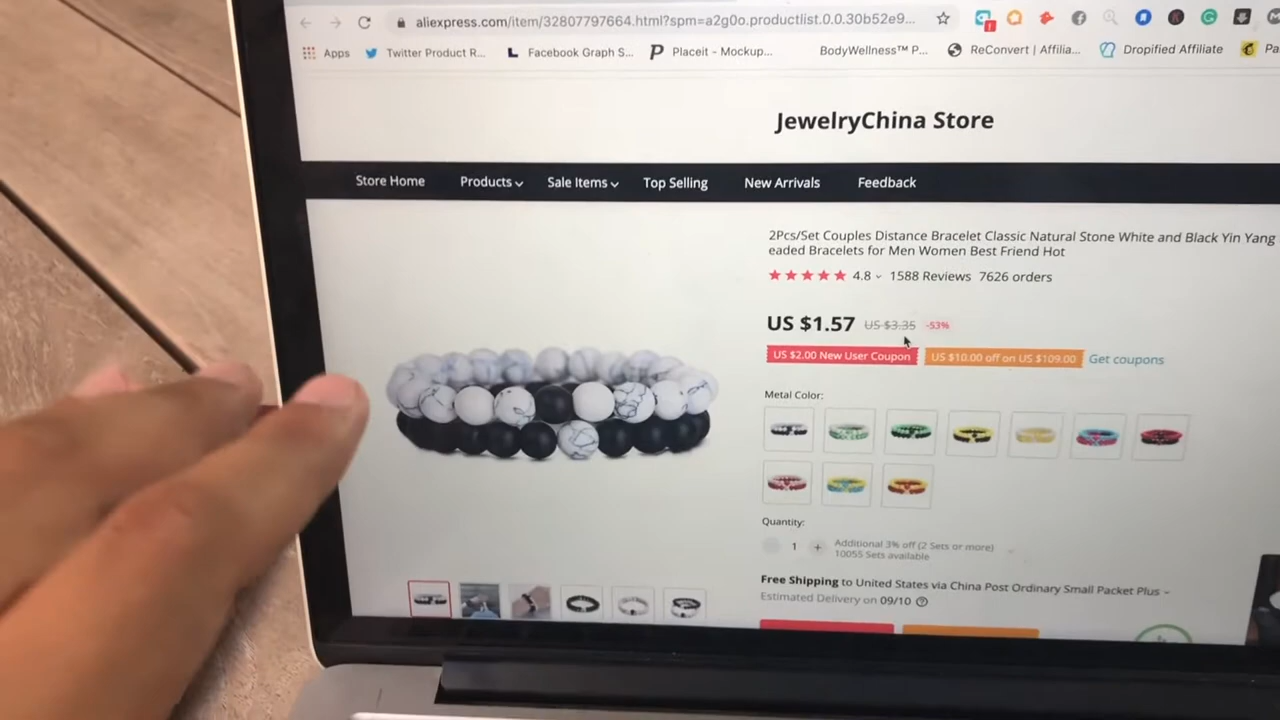 aliexpress.com/item/32807797664.html?spm=a2g0o.productlist.0.0.30b52e9...
Apps
Twitter Product R...
Facebook Graph S...
Placeit - Mockup...
BodyWellness™ P...
ReConvert | Affilia...
Dropified Affiliate
Pa
JewelryChina Store
Store Home
Products
Sale Items
Top Selling
New Arrivals
Feedback
2Pcs/Set Couples Distance Bracelet Classic Natural Stone White and Black Yin Yang
eaded Bracelets for Men Women Best Friend Hot
4.8
1588 Reviews
7626 orders
US $1.57
US $3.35
-53%
US $2.00 New User Coupon
US $10.00 off on US $109.00
Get coupons
Metal Color:
Quantity:
1
+
Additional 3% off (2 Sets or more)
10055 Sets available
Free Shipping to United States via China Post Ordinary Small Packet Plus
Estimated Delivery on 09/10